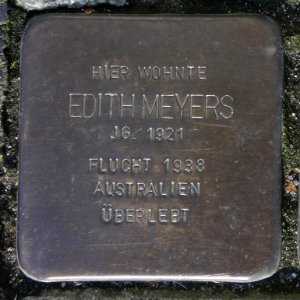 HIER WOHNTE
EDITH MEYERS
JG. 1921
FLUCHT 1938
AUSTRALIEN
ÜBERLEBT